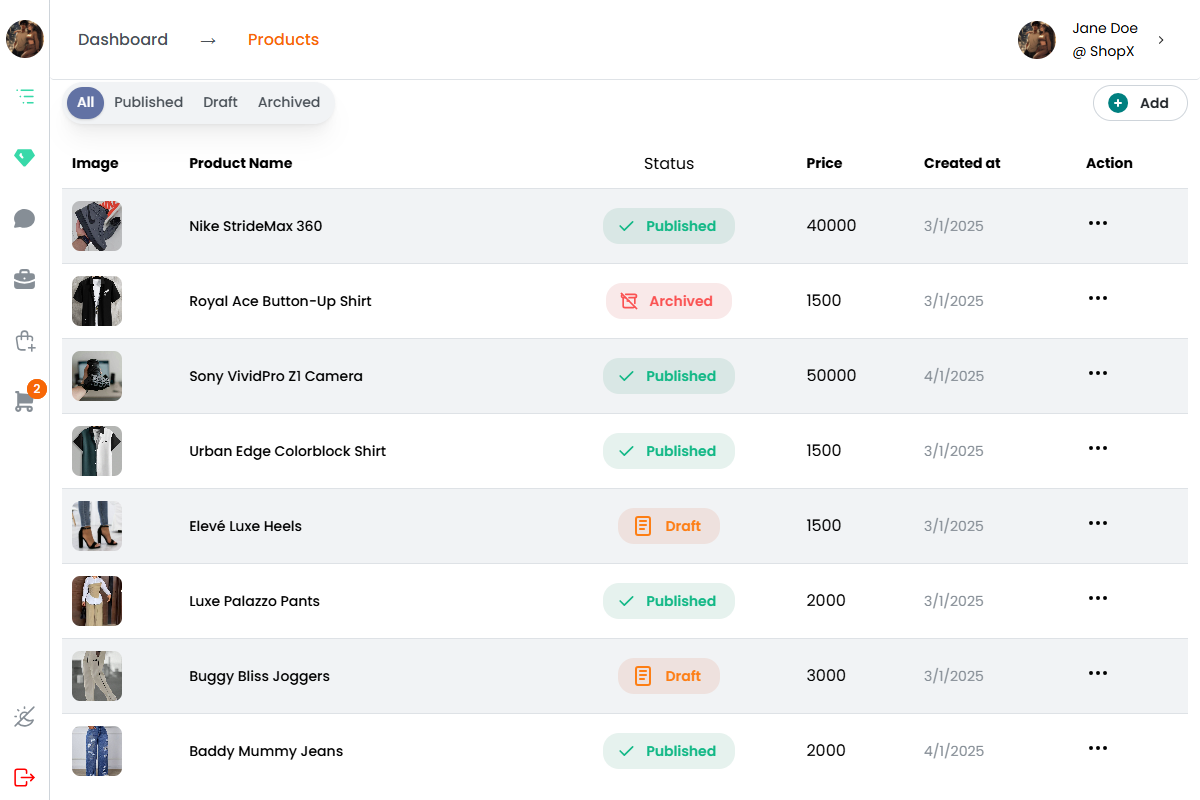 Dashboard → Products
Jane Doe
@ ShopX
All Published Draft Archived
Add
Image Product Name Status Price Created at Action
Nike StrideMax 360 Published 40000 3/1/2025
Royal Ace Button-Up Shirt Archived 1500 3/1/2025
Sony VividPro Z1 Camera Published 50000 4/1/2025
2
Urban Edge Colorblock Shirt Published 1500 3/1/2025
Elevé Luxe Heels Draft 1500 3/1/2025
Luxe Palazzo Pants Published 2000 3/1/2025
Buggy Bliss Joggers Draft 3000 3/1/2025
Baddy Mummy Jeans Published 2000 4/1/2025